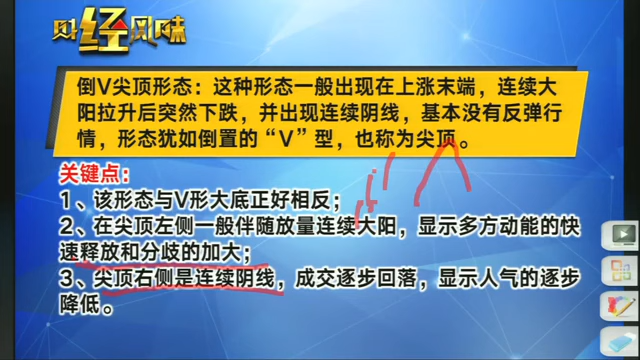 财经风味
倒V尖顶形态：这种形态一般出现在上涨末端，连续大
阳拉升后突然下跌，并出现连续阴线，基本没有反弹行
情，形态犹如倒置的“V”型，也称为尖顶。
关键点：
1、该形态与V形大底正好相反；
2、在尖顶左侧一般伴随放量连续大阳，显示多方动能的快
速释放和分歧的加大；
3、尖顶右侧是连续阴线，成交逐步回落，显示人气的逐步
降低。